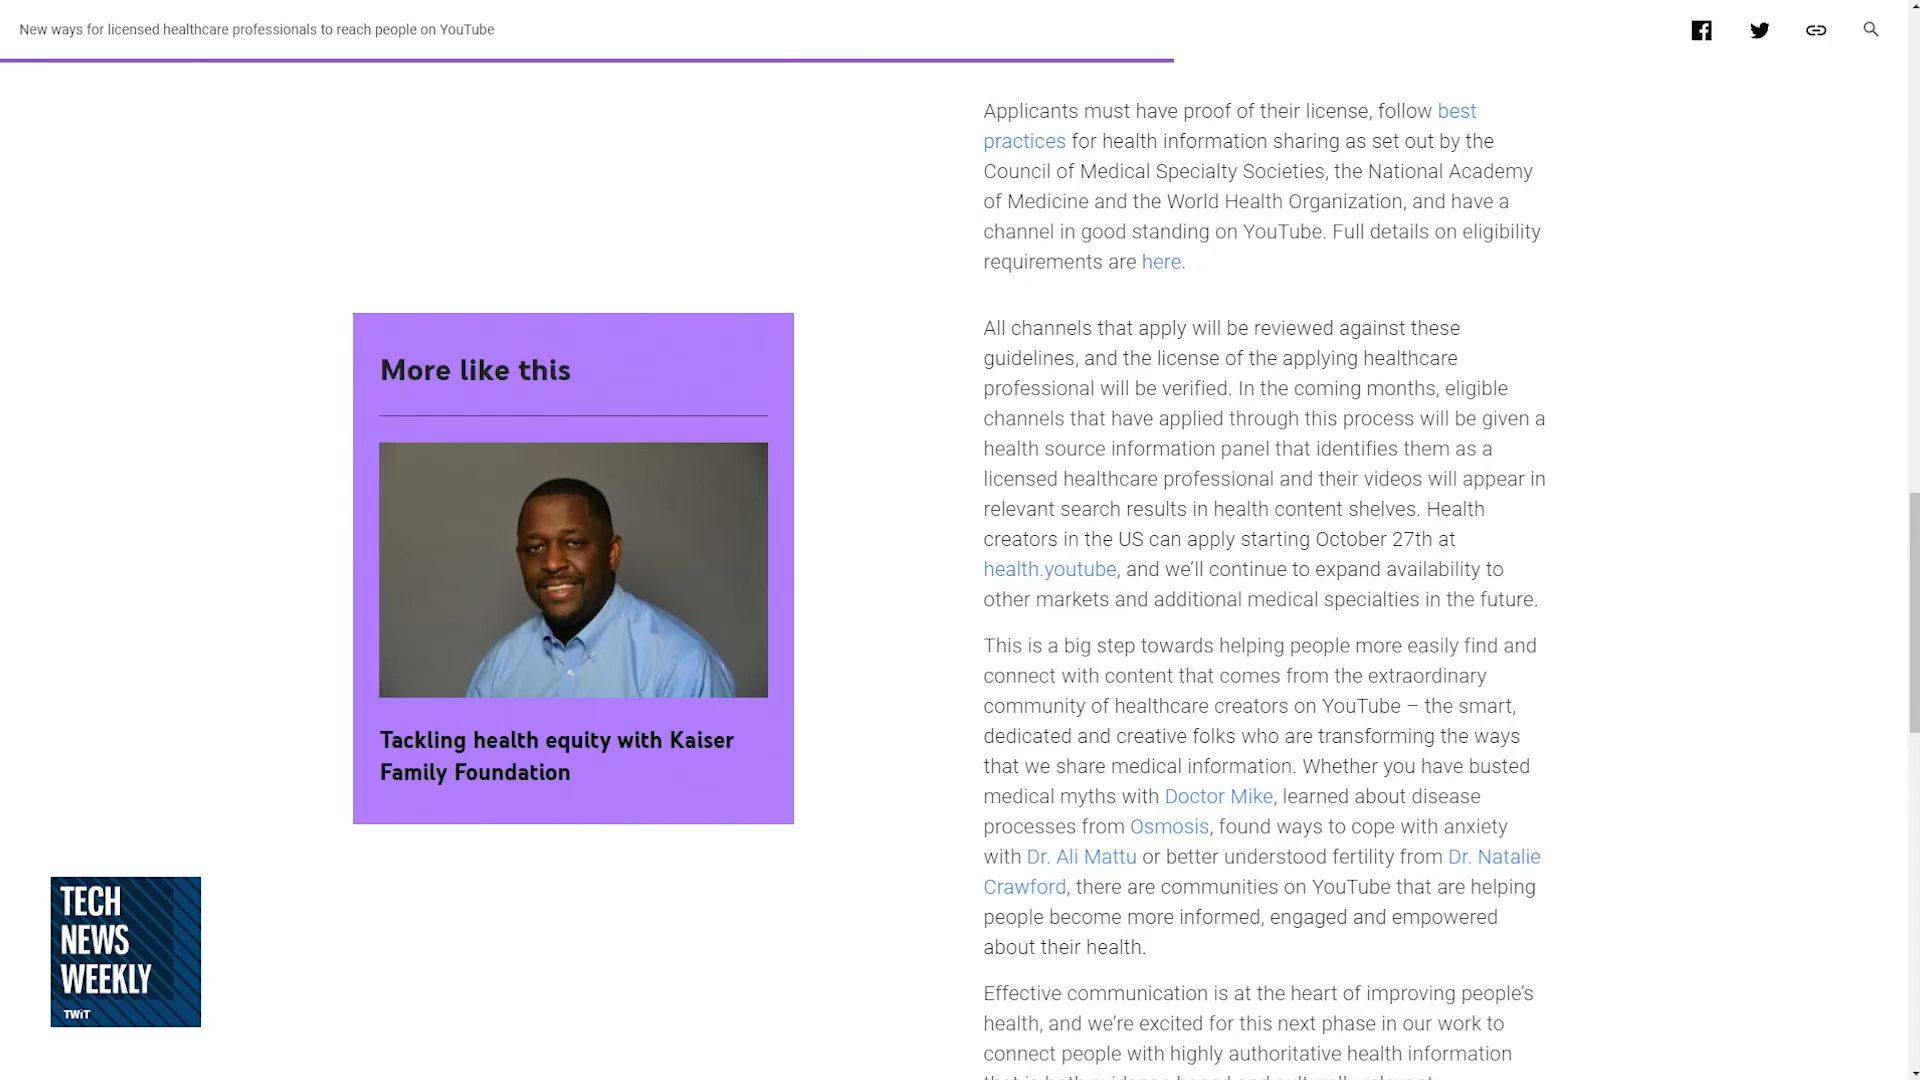 New ways for licensed healthcare professionals to reach people on YouTube
Applicants must have proof of their license, follow best
practices for health information sharing as set out by the
Council of Medical Specialty Societies, the National Academy
of Medicine and the World Health Organization, and have a
channel in good standing on YouTube. Full details on eligibility
requirements are here.
All channels that apply will be reviewed against these
guidelines, and the license of the applying healthcare
professional will be verified. In the coming months, eligible
channels that have applied through this process will be given a
health source information panel that identifies them as a
licensed healthcare professional and their videos will appear in
relevant search results in health content shelves. Health
creators in the US can apply starting October 27th at
health.youtube, and we’ll continue to expand availability to
other markets and additional medical specialties in the future.
This is a big step towards helping people more easily find and
connect with content that comes from the extraordinary
community of healthcare creators on YouTube – the smart,
dedicated and creative folks who are transforming the ways
that we share medical information. Whether you have busted
medical myths with Doctor Mike, learned about disease
processes from Osmosis, found ways to cope with anxiety
with Dr. Ali Mattu or better understood fertility from Dr. Natalie
Crawford, there are communities on YouTube that are helping
people become more informed, engaged and empowered
about their health.
Effective communication is at the heart of improving people’s
health, and we’re excited for this next phase in our work to
connect people with highly authoritative health information
More like this
Tackling health equity with Kaiser
Family Foundation
TECH
NEWS
WEEKLY
TWiT